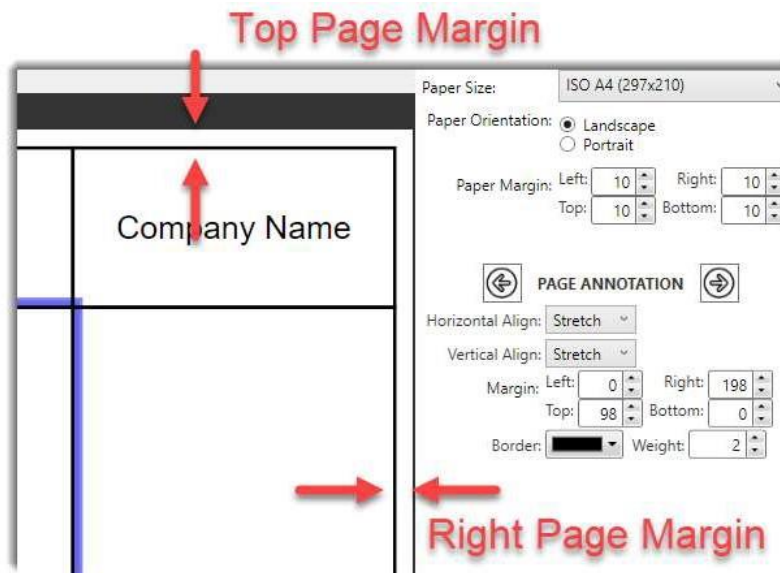 Top Page Margin
Paper Size: ISO A4 (297x210)
Paper Orientation: Landscape
Portrait
Paper Margin: Left: 10 Right: 10
Top: 10 Bottom: 10
Company Name
PAGE ANNOTATION
Horizontal Align: Stretch
Vertical Align: Stretch
Margin: Left: 0 Right: 198
Top: 98 Bottom: 0
Border: Weight: 2
Right Page Margin